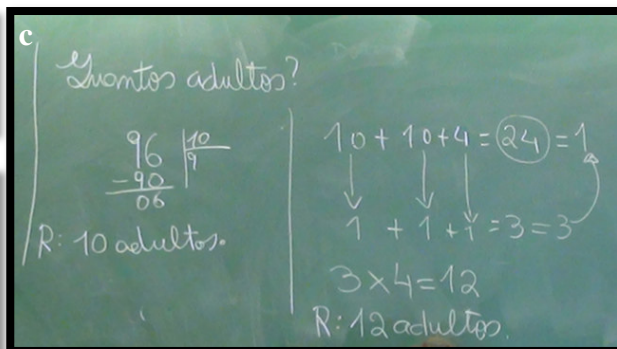 c
Quantos adultos?
96 | 10
-90 9
06
R: 10 adultos.
10 + 10 + 4 = 24 = 1
1 + 1 + 1 = 3 = 3
3 x 4 = 12
R: 12 adultos.